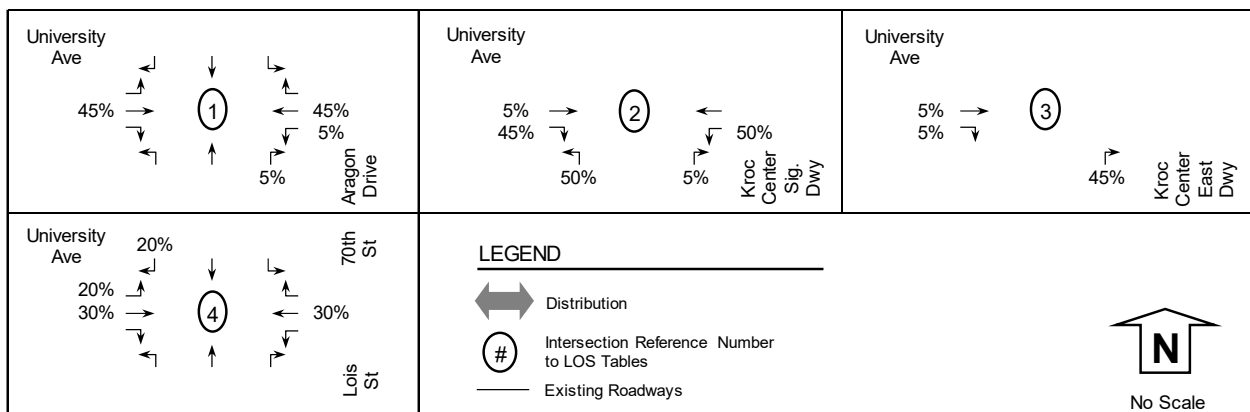 University
Ave
45%
1
45%
5%
5%
Aragon
Drive
University
Ave
5%
45%
2
50%
50%
5%
Kroc
Center
Sig.
Dwy
University
Ave
5%
5%
3
45%
Kroc
Center
East
Dwy
University
Ave
20%
70th
St
20%
30%
4
30%
Lois
St
LEGEND
Distribution
#
Intersection Reference Number
to LOS Tables
Existing Roadways
N
No Scale